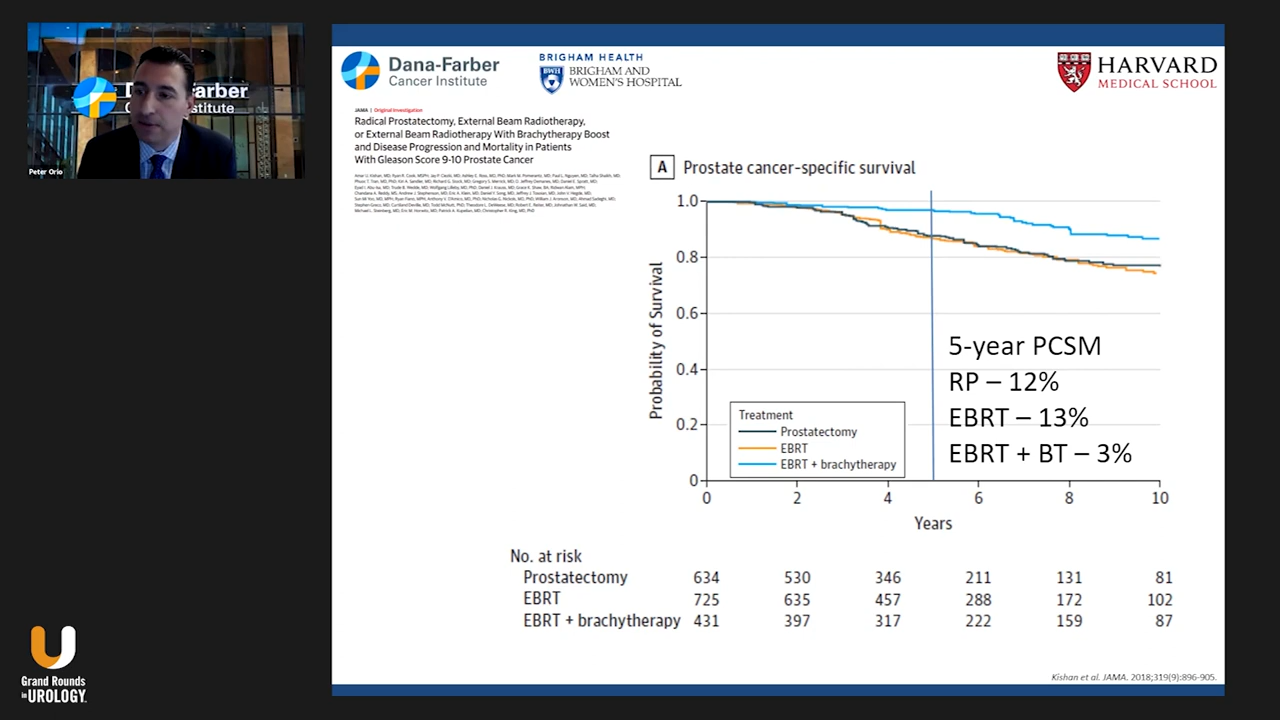 Dana-Farber
Cancer Institute
Peter Orio
Dana-Farber
Cancer Institute
BRIGHAM HEALTH
BWH
BRIGHAM AND
WOMEN'S HOSPITAL
HARVARD
MEDICAL SCHOOL
JAMA | Original Investigation
Radical Prostatectomy, External Beam Radiotherapy,
or External Beam Radiotherapy With Brachytherapy Boost
and Disease Progression and Mortality in Patients
With Gleason Score 9-10 Prostate Cancer
A Prostate cancer-specific survival
Probability of Survival
1.0
0.8
0.6
0.4
0.2
0
Treatment
Prostatectomy
EBRT
EBRT + brachytherapy
5-year PCSM
RP – 12%
EBRT – 13%
EBRT + BT – 3%
0 2 4 6 8 10
Years
No. at risk
Prostatectomy 634 530 346 211 131 81
EBRT 725 635 457 288 172 102
EBRT + brachytherapy 431 397 317 222 159 87
Kishan et al. JAMA. 2018;319(9):896-905.
Grand Rounds
in UROLOGY